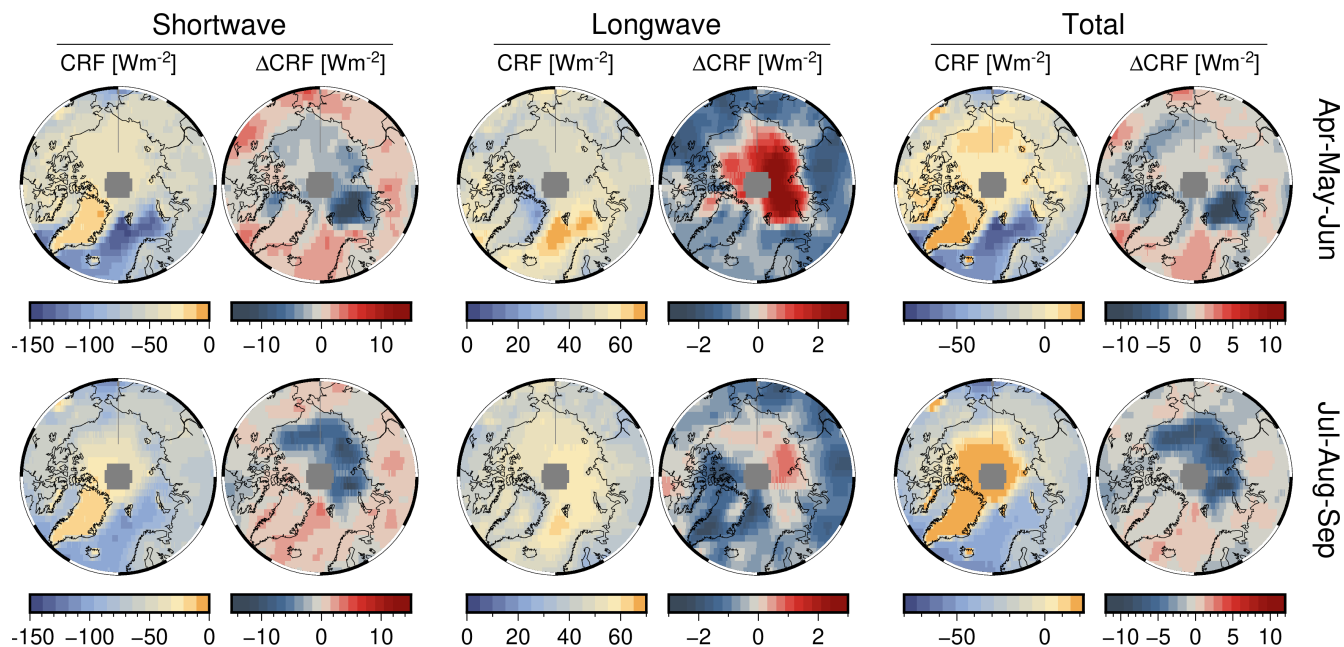 Shortwave Longwave Total
CRF [Wm⁻²] ΔCRF [Wm⁻²] CRF [Wm⁻²] ΔCRF [Wm⁻²] CRF [Wm⁻²] ΔCRF [Wm⁻²]
Apr-May-Jun
-150 −100 −50 0 −10 0 10 0 20 40 60 −2 0 2 −50 0 −10 −5 0 5 10
Jul-Aug-Sep
-150 −100 −50 0 −10 0 10 0 20 40 60 −2 0 2 −50 0 −10 −5 0 5 10